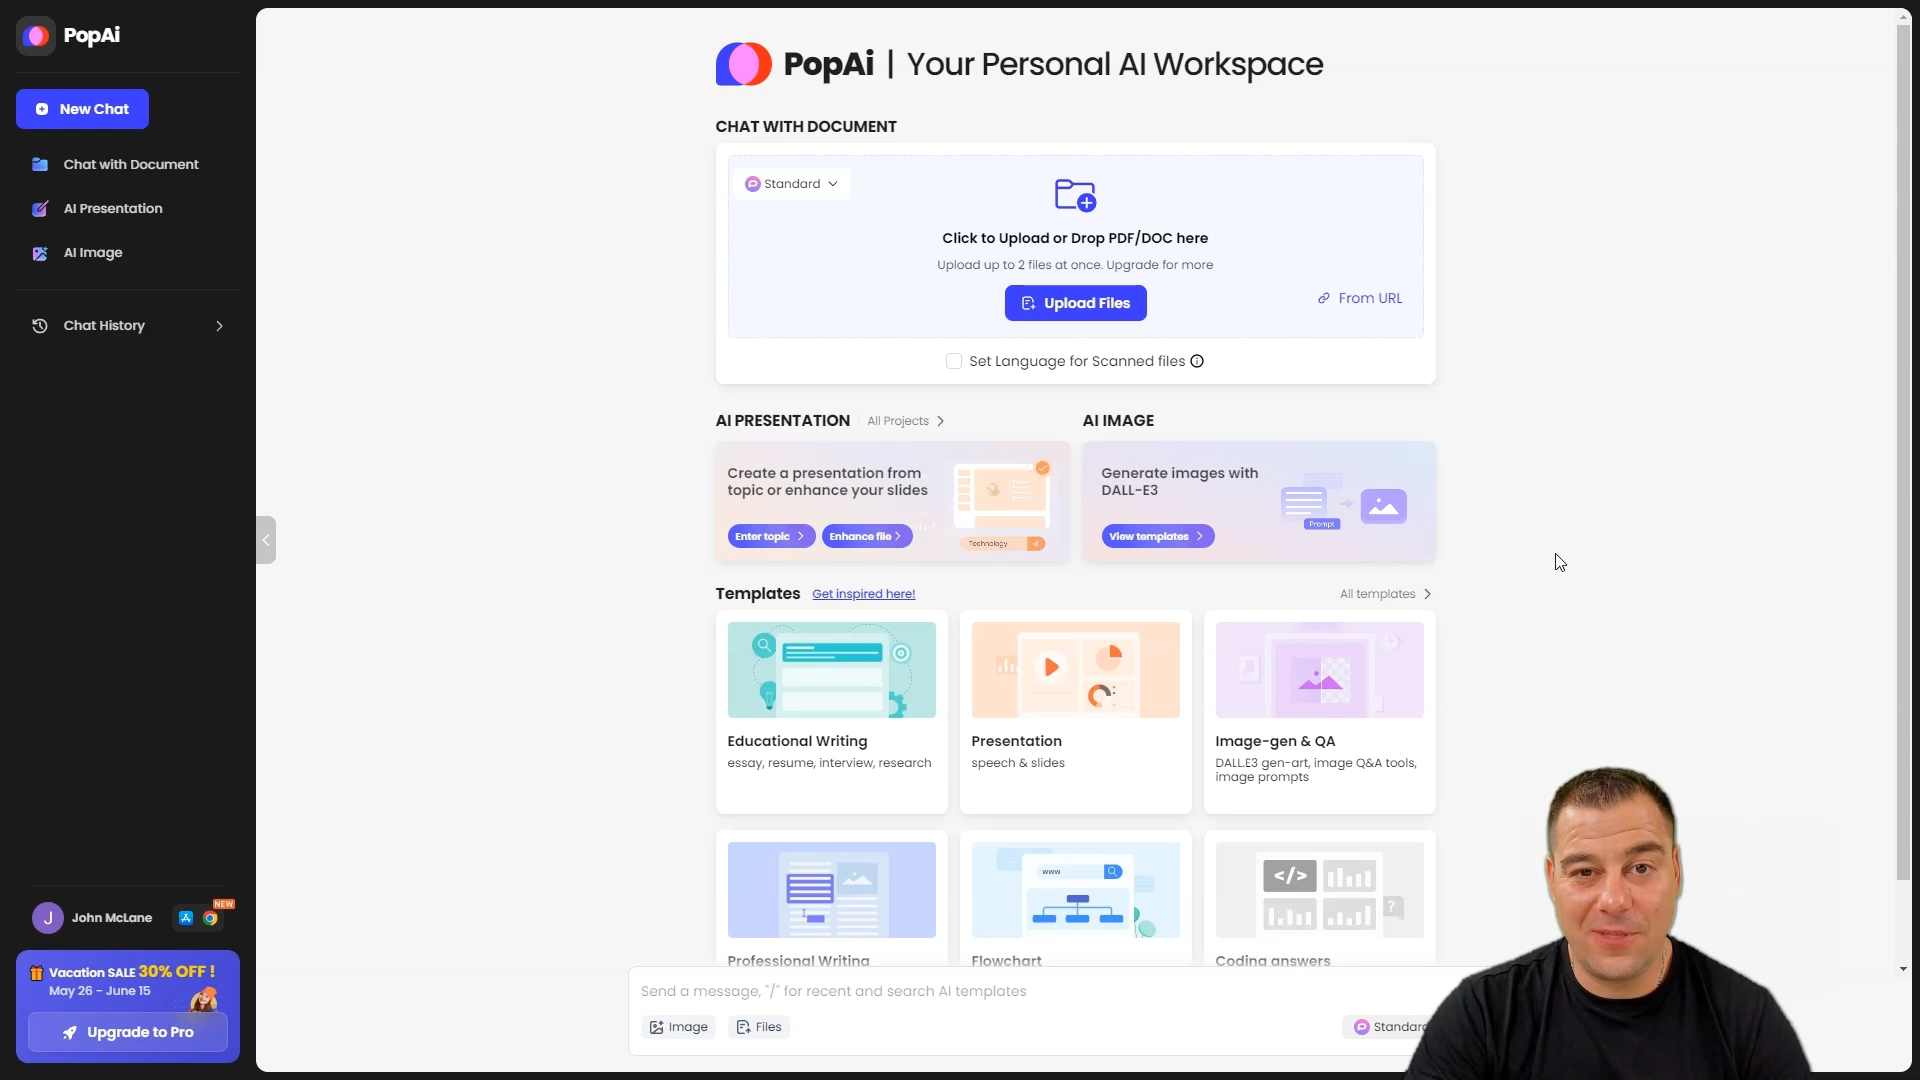 PopAi
New Chat
Chat with Document
AI Presentation
AI Image
Chat History
J
John McLane
NEW
Vacation SALE 30% OFF !
May 26 - June 15
Upgrade to Pro
PopAi | Your Personal AI Workspace
CHAT WITH DOCUMENT
Standard
Click to Upload or Drop PDF/DOC here
Upload up to 2 files at once. Upgrade for more
Upload Files
From URL
Set Language for Scanned files
AI PRESENTATION
All Projects
Create a presentation from
topic or enhance your slides
Enter topic
Enhance file
Technology
AI IMAGE
Generate images with
DALL-E3
View templates
Prompt
Templates
Get inspired here!
All templates
Educational Writing
essay, resume, interview, research
Presentation
speech & slides
Image-gen & QA
DALL.E3 gen-art, image Q&A tools,
image prompts
www
</>
?
Professional Writing
Flowchart
Coding answers
Send a message, "/" for recent and search AI templates
Image
Files
Standard